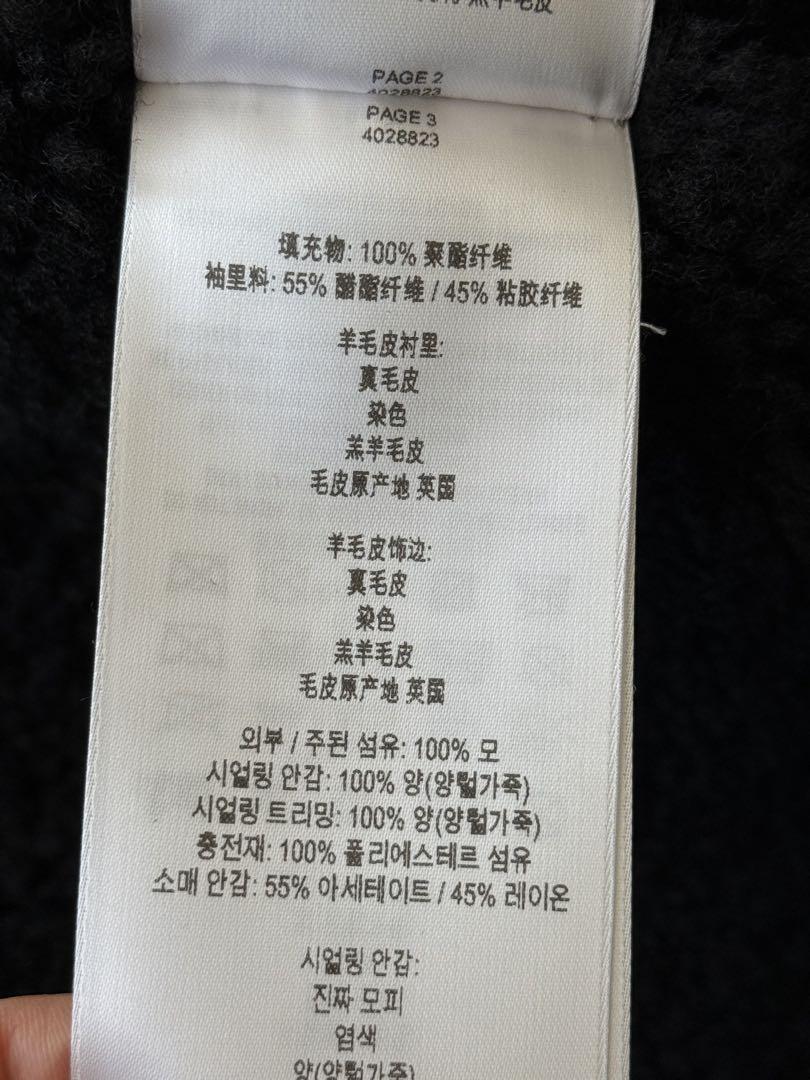 PAGE 2
4028823
PAGE 3
4028823
填充物: 100% 聚酯纤维
袖里料: 55% 醋酯纤维 / 45% 粘胶纤维
羊毛皮衬里:
真毛皮
染色
羔羊毛皮
毛皮原产地 英国
羊毛皮饰边:
真毛皮
染色
羔羊毛皮
毛皮原产地 英国
외부 / 주된 섬유: 100% 모
시얼링 안감: 100% 양(양털가죽)
시얼링 트리밍: 100% 양(양털가죽)
충전재: 100% 폴리에스테르 섬유
소매 안감: 55% 아세테이트 / 45% 레이온
시얼링 안감:
진짜 모피
염색
양(양털가죽)